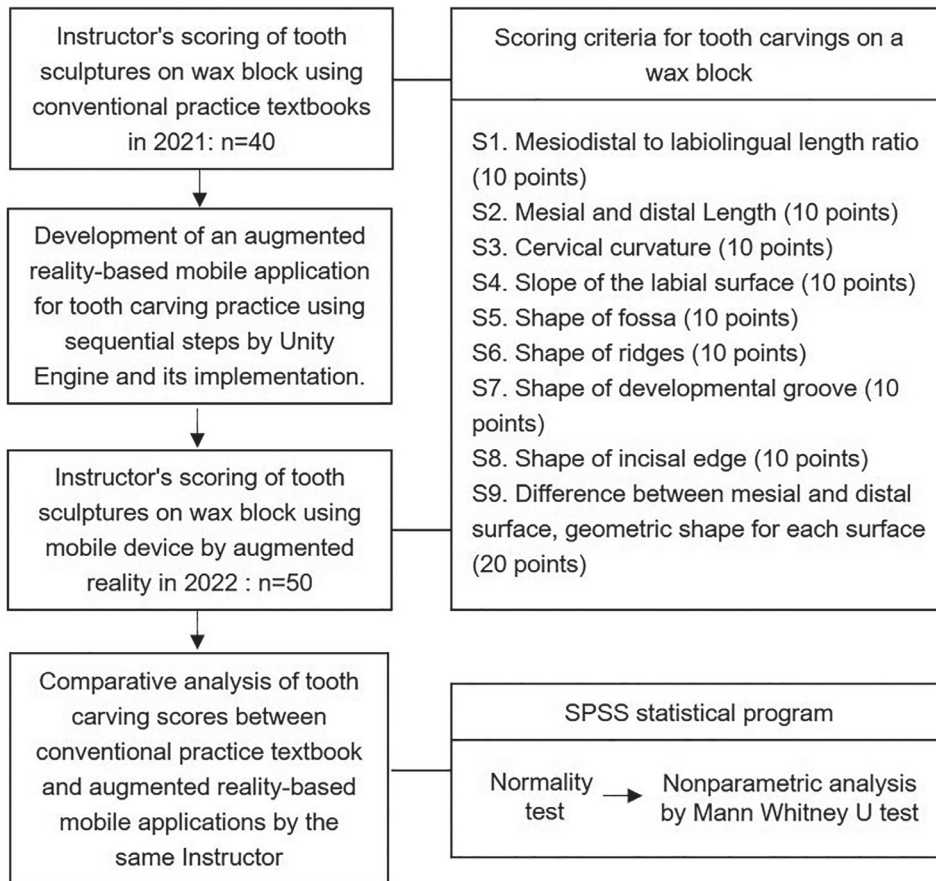 Instructor's scoring of tooth
sculptures on wax block using
conventional practice textbooks
in 2021: n=40
Development of an augmented
reality-based mobile application
for tooth carving practice using
sequential steps by Unity
Engine and its implementation.
Instructor's scoring of tooth
sculptures on wax block using
mobile device by augmented
reality in 2022 : n=50
Comparative analysis of tooth
carving scores between
conventional practice textbook
and augmented reality-based
mobile applications by the
same Instructor
Scoring criteria for tooth carvings on a
wax block
S1. Mesiodistal to labiolingual length ratio
(10 points)
S2. Mesial and distal Length (10 points)
S3. Cervical curvature (10 points)
S4. Slope of the labial surface (10 points)
S5. Shape of fossa (10 points)
S6. Shape of ridges (10 points)
S7. Shape of developmental groove (10
points)
S8. Shape of incisal edge (10 points)
S9. Difference between mesial and distal
surface, geometric shape for each surface
(20 points)
SPSS statistical program
Normality
test
Nonparametric analysis
by Mann Whitney U test